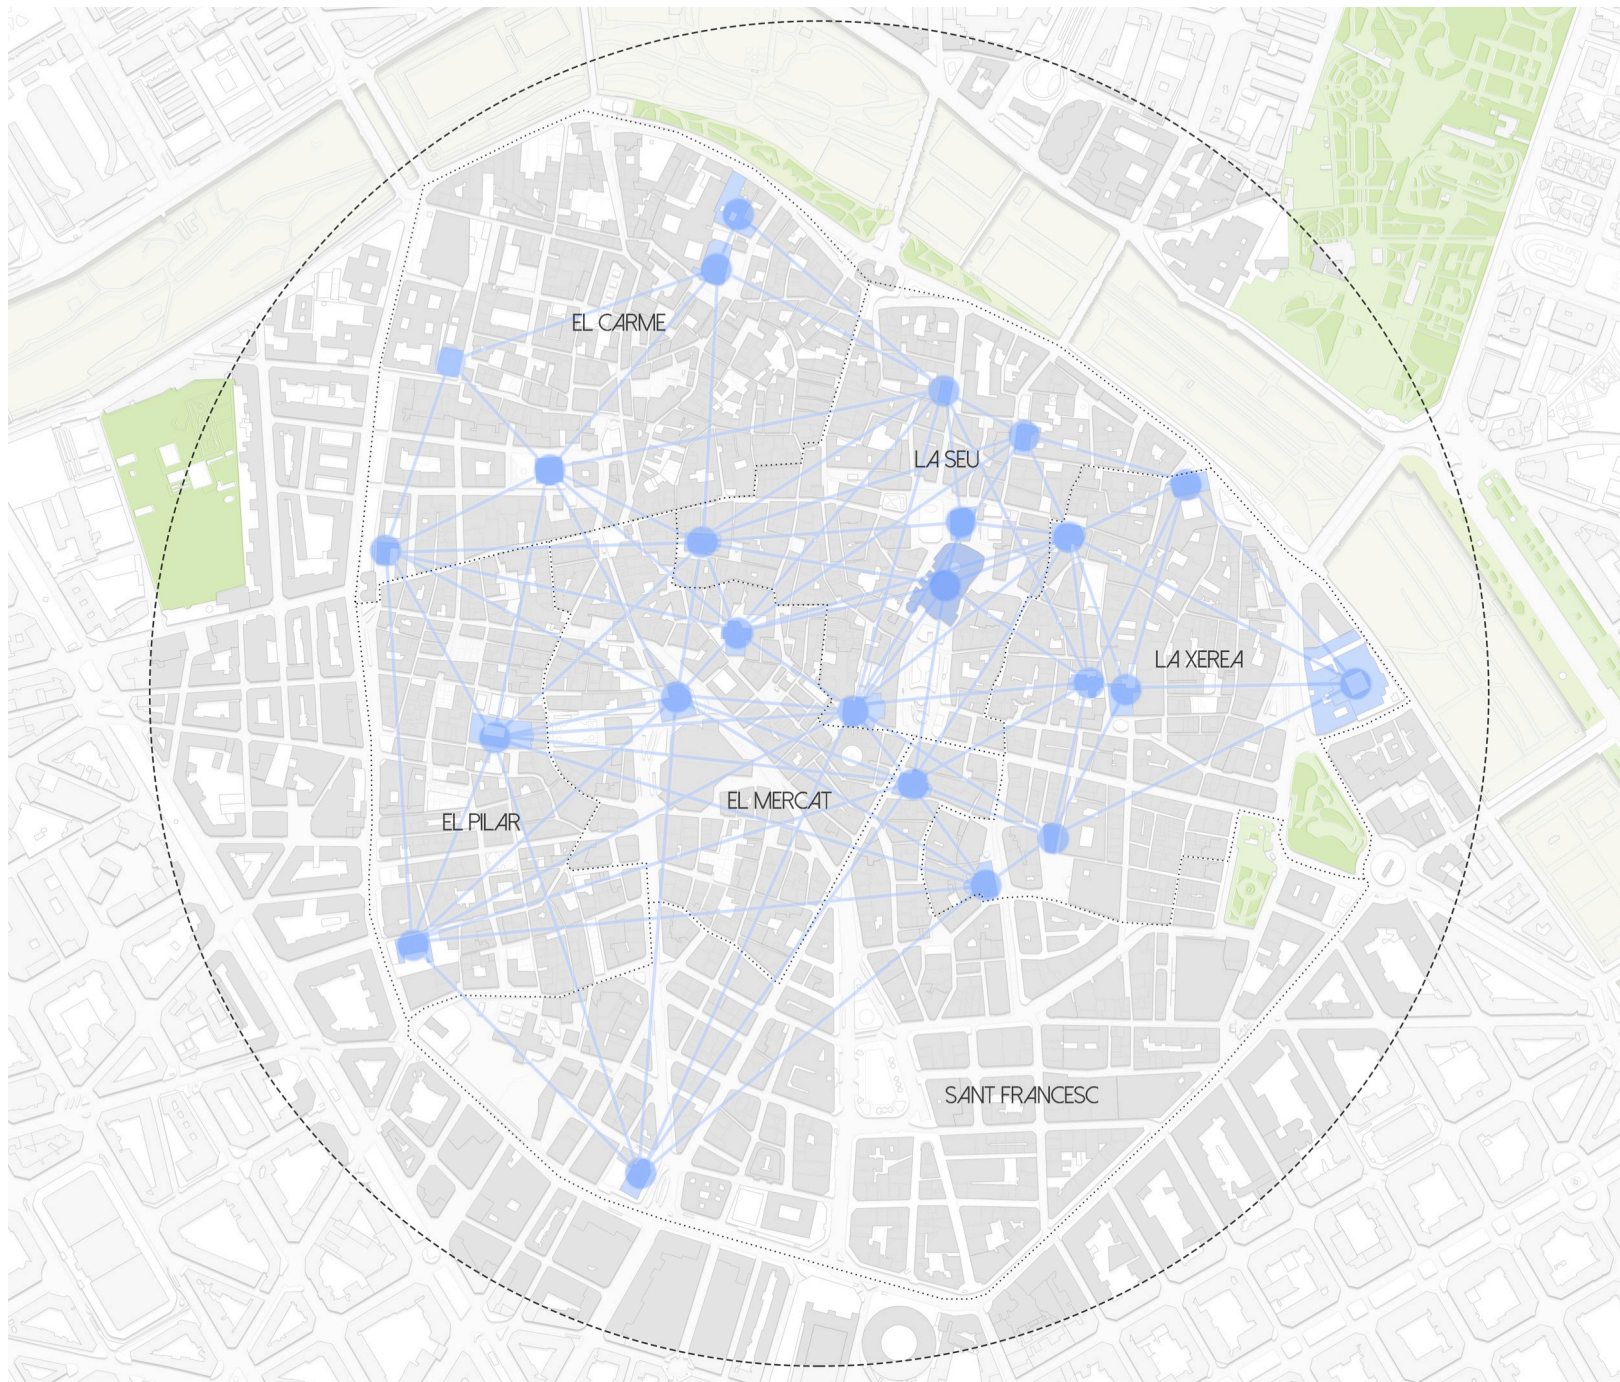 EL CARME
LA SEU
LA XEREA
EL MERCAT
EL PILAR
SANT FRANCESC